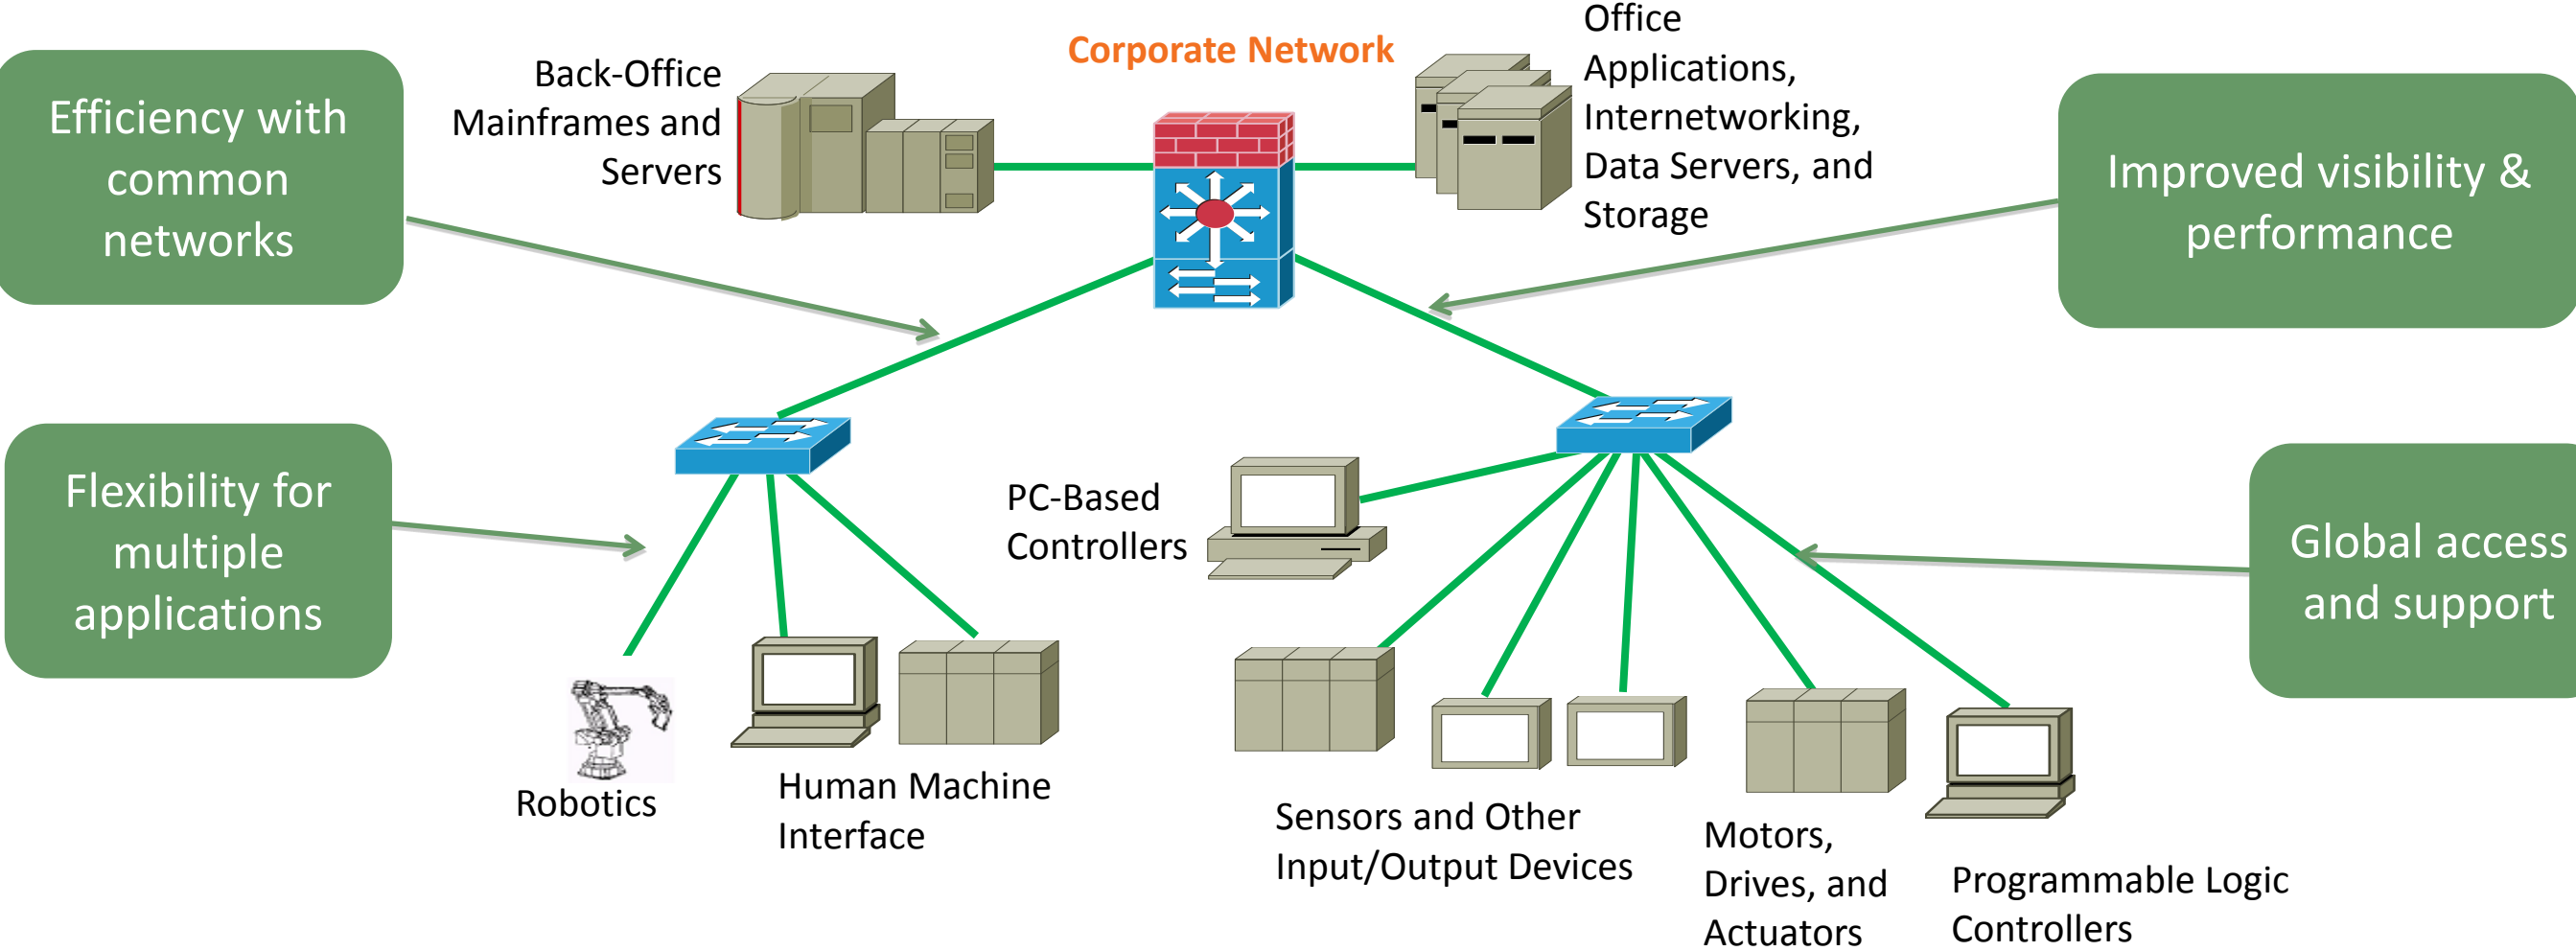 Corporate Network
Efficiency with
common
networks
Back-Office
Mainframes and
Servers
Office
Applications,
Internetworking,
Data Servers, and
Storage
Improved visibility &
performance
Flexibility for
multiple
applications
PC-Based
Controllers
Global access
and support
Robotics
Human Machine
Interface
Sensors and Other
Input/Output Devices
Motors,
Drives, and
Actuators
Programmable Logic
Controllers